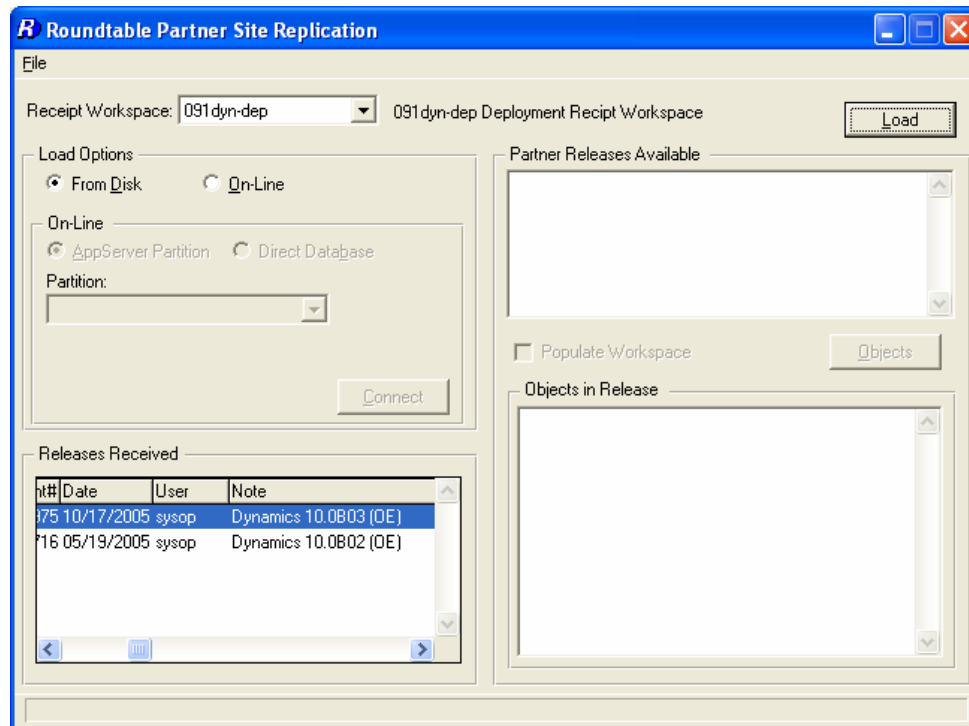 Roundtable Partner Site Replication
File
Receipt Workspace: 091dyn-dep 091dyn-dep Deployment Recipt Workspace Load
Load Options
From Disk On-Line
On-Line
AppServer Partition Direct Database
Partition:
Connect
Releases Received
nt# Date User Note
375 10/17/2005 sysop Dynamics 10.0B03 (OE)
716 05/19/2005 sysop Dynamics 10.0B02 (OE)
Partner Releases Available
Populate Workspace Objects
Objects in Release